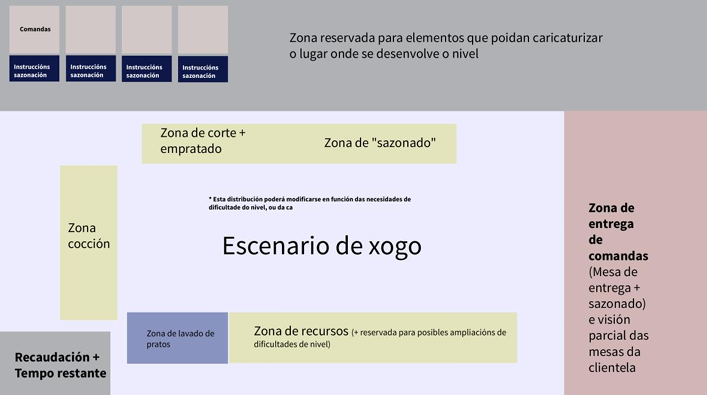 Comandas
Instruccións
sazonación
Instruccións
sazonación
Instruccións
sazonación
Instruccións
sazonación
Zona reservada para elementos que poidan caricaturizar
o lugar onde se desenvolve o nivel
Zona de corte +
empratado
Zona de "sazonado"
Zona
cocción
* Esta distribución poderá modificarse en función das necesidades de
dificultade do nivel, ou da ca
Escenario de xogo
Zona de
entrega
de
comandas
(Mesa de
entrega +
sazonado)
e visión
parcial das
mesas da
clientela
Zona de lavado de
pratos
Zona de recursos (+ reservada para posibles ampliacións de
dificultades de nivel)
Recaudación +
Tempo restante